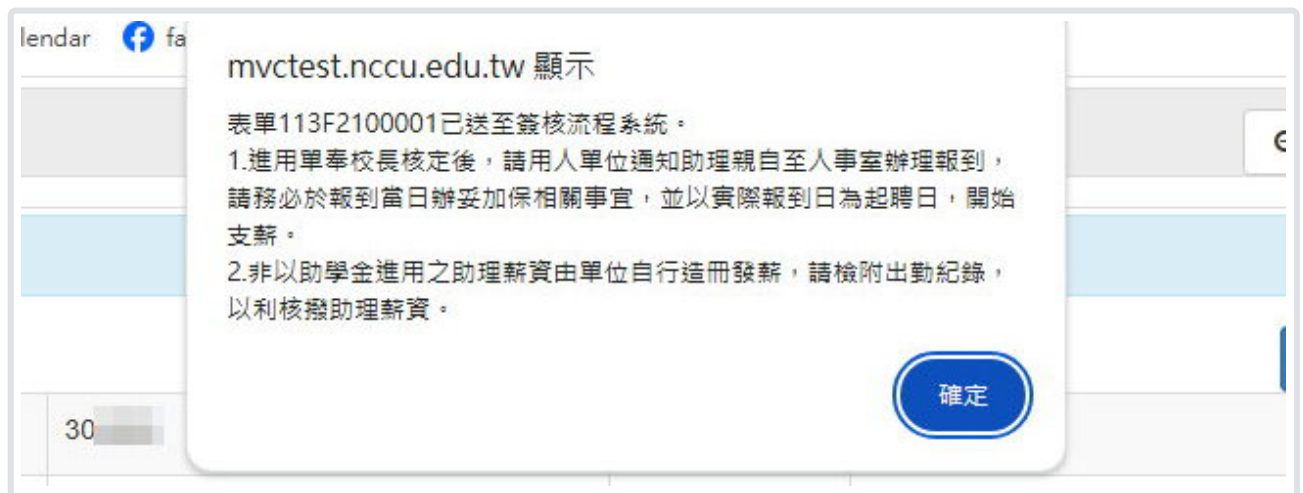 lendar fa
mvctest.nccu.edu.tw 顯示
表單113F2100001已送至簽核流程系統。
1.進用單奉校長核定後，請用人單位通知助理親自至人事室辦理報到，
請務必於報到當日辦妥加保相關事宜，並以實際報到日為起聘日，開始
支薪。
2.非以助學金進用之助理薪資由單位自行造冊發薪，請檢附出勤紀錄，
以利核撥助理薪資。
確定
30